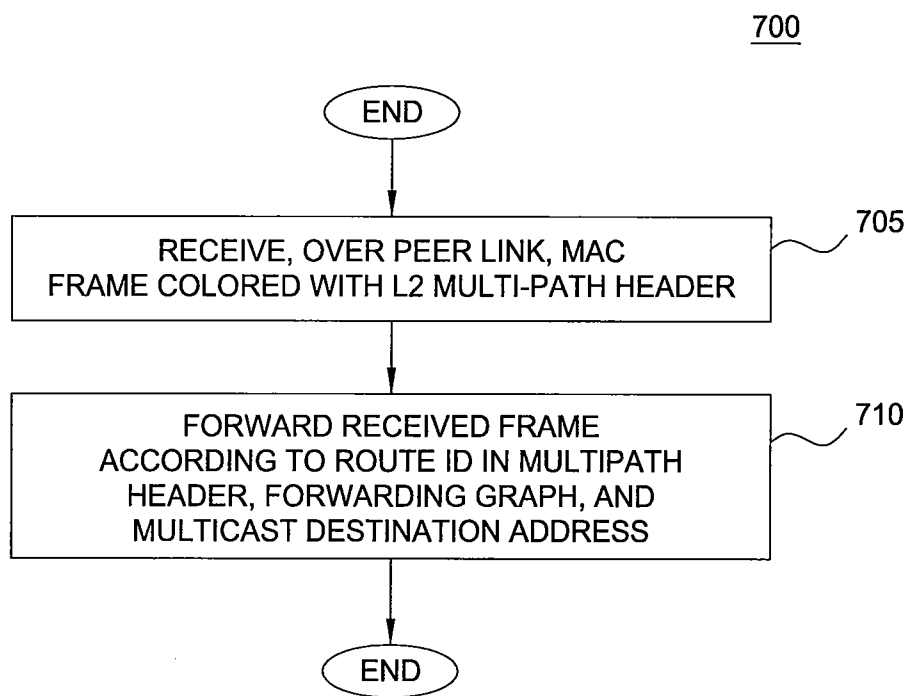 700
END
RECEIVE, OVER PEER LINK, MAC
FRAME COLORED WITH L2 MULTI-PATH HEADER
705
FORWARD RECEIVED FRAME
ACCORDING TO ROUTE ID IN MULTIPATH
HEADER, FORWARDING GRAPH, AND
MULTICAST DESTINATION ADDRESS
710
END